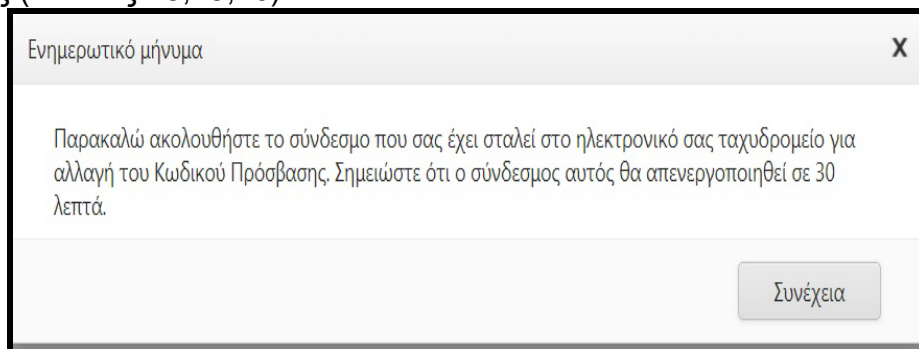 Ενημερωτικό μήνυμα X
Παρακαλώ ακολουθήστε το σύνδεσμο που σας έχει σταλεί στο ηλεκτρονικό σας ταχυδρομείο για
αλλαγή του Κωδικού Πρόσβασης. Σημειώστε ότι ο σύνδεσμος αυτός θα απενεργοποιηθεί σε 30
λεπτά.
Συνέχεια